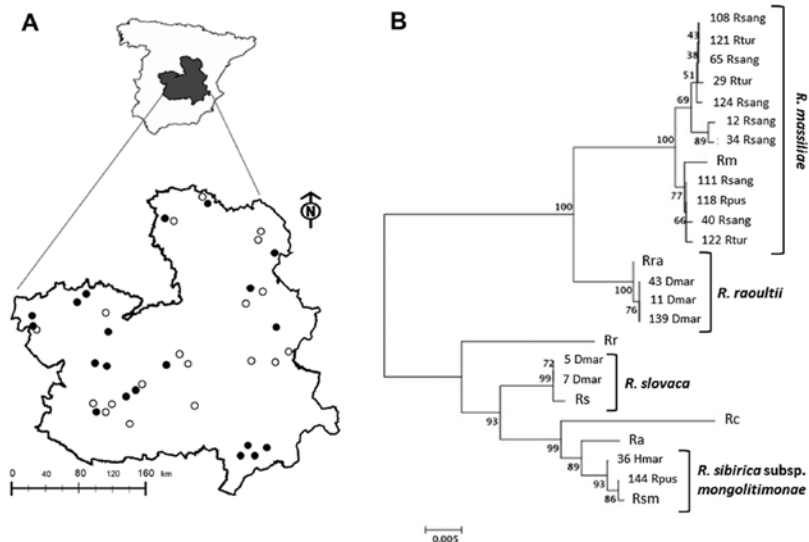 A
N
0 40 80 120 160 km
B
108 Rsang
43
121 Rtur
38
65 Rsang
51
29 Rtur
69
124 Rsang
12 Rsang
89
34 Rsang
100
Rm
111 Rsang
77
118 Rpus
66
40 Rsang
122 Rtur
R. massiliae
100
Rra
43 Dmar
100
11 Dmar
76
139 Dmar
R. raoultii
Rr
72
5 Dmar
99
7 Dmar
Rs
R. slovaca
93
Rc
99
Ra
89
36 Hmar
93
144 Rpus
86
Rsm
R. sibirica subsp.
mongolitimonae
0.005